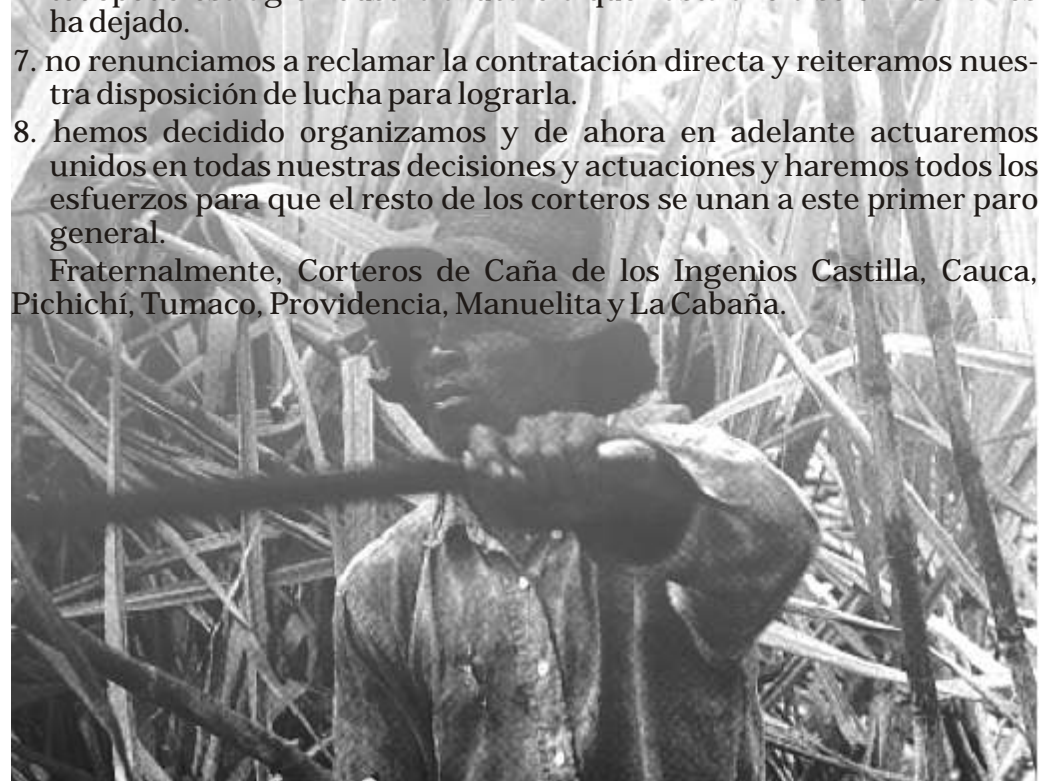 ha dejado.
7. no renunciamos a reclamar la contratación directa y reiteramos nues-
tra disposición de lucha para lograrla.
8. hemos decidido organizamos y de ahora en adelante actuaremos
unidos en todas nuestras decisiones y actuaciones y haremos todos los
esfuerzos para que el resto de los corteros se unan a este primer paro
general.
Fraternalmente, Corteros de Caña de los Ingenios Castilla, Cauca,
Pichichí, Tumaco, Providencia, Manuelita y La Cabaña.